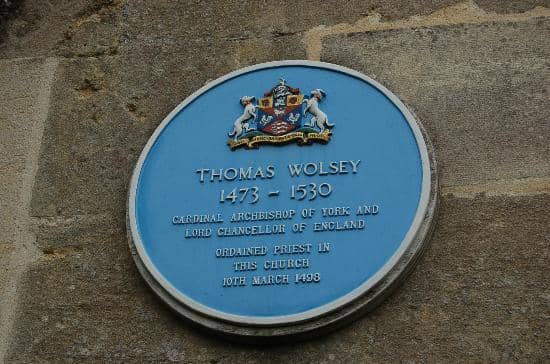 THOMAS WOLSEY
1473 - 1530
CARDINAL ARCHBISHOP OF YORK AND
LORD CHANCELLOR OF ENGLAND
ORDAINED PRIEST IN
THIS CHURCH
10TH MARCH 1498